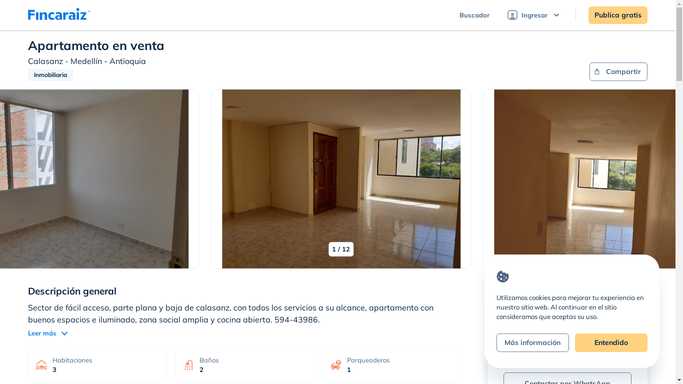 Fincaraiz
Buscador
Ingresar
Publica gratis
Apartamento en venta
Calasanz - Medellín - Antioquia
Inmobiliaria
Compartir
1 / 12
Descripción general
Sector de fácil acceso, parte plana y baja de calasanz, con todos los servicios a su alcance, apartamento con
buenos espacios e iluminado, zona social amplia y cocina abierta. 594-43986.
Leer más
Habitaciones
3
Baños
2
Parqueaderos
1
Utilizamos cookies para mejorar tu experiencia en
nuestro sitio web. Al continuar en el sitio
consideramos que aceptas su uso.
Más información
Entendido
Contactar por WhatsApp